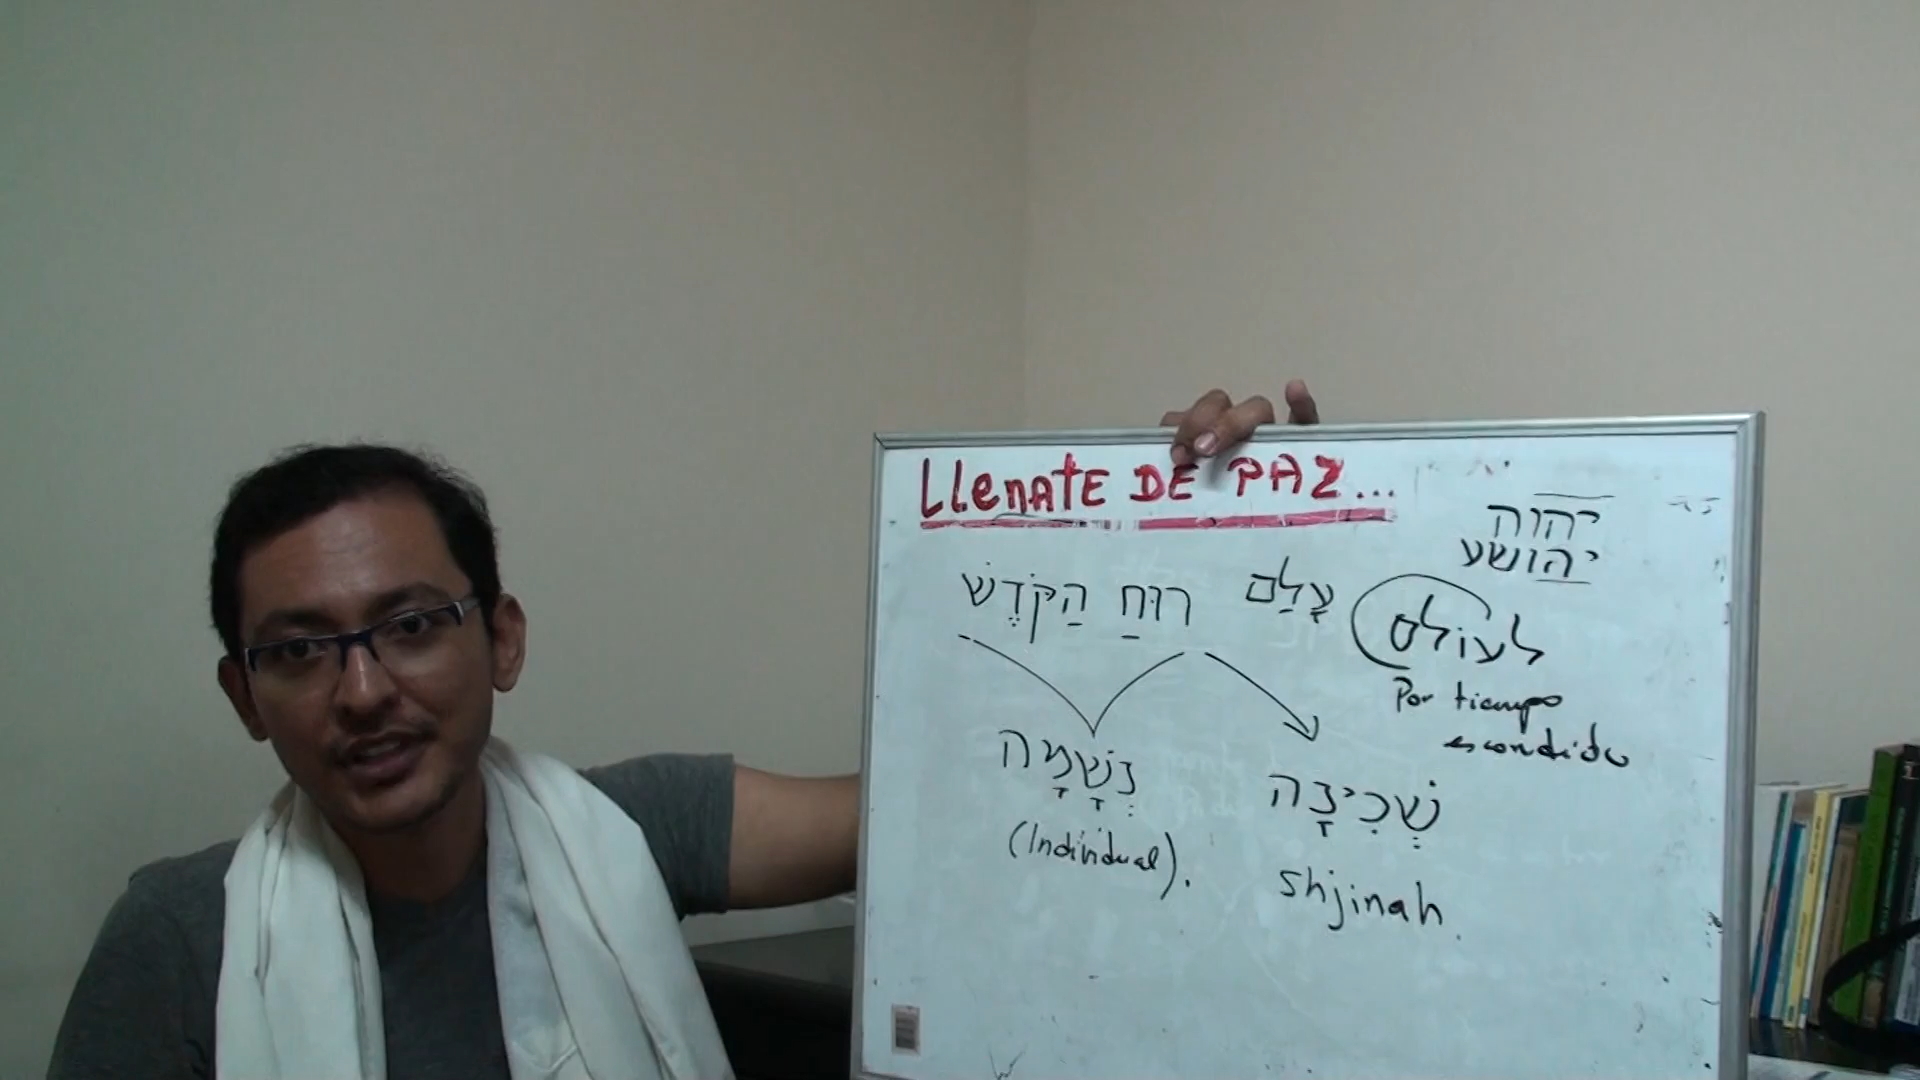 LLenAtE DE PAZ...
יהוה
יהושע
רוּחַ הַקֹּדֶשׁ
עָלַם
לעולם
Por tiempo
escondido
נְשָׁמָה
(Individual).
שְׁכִינָה
shjinah.